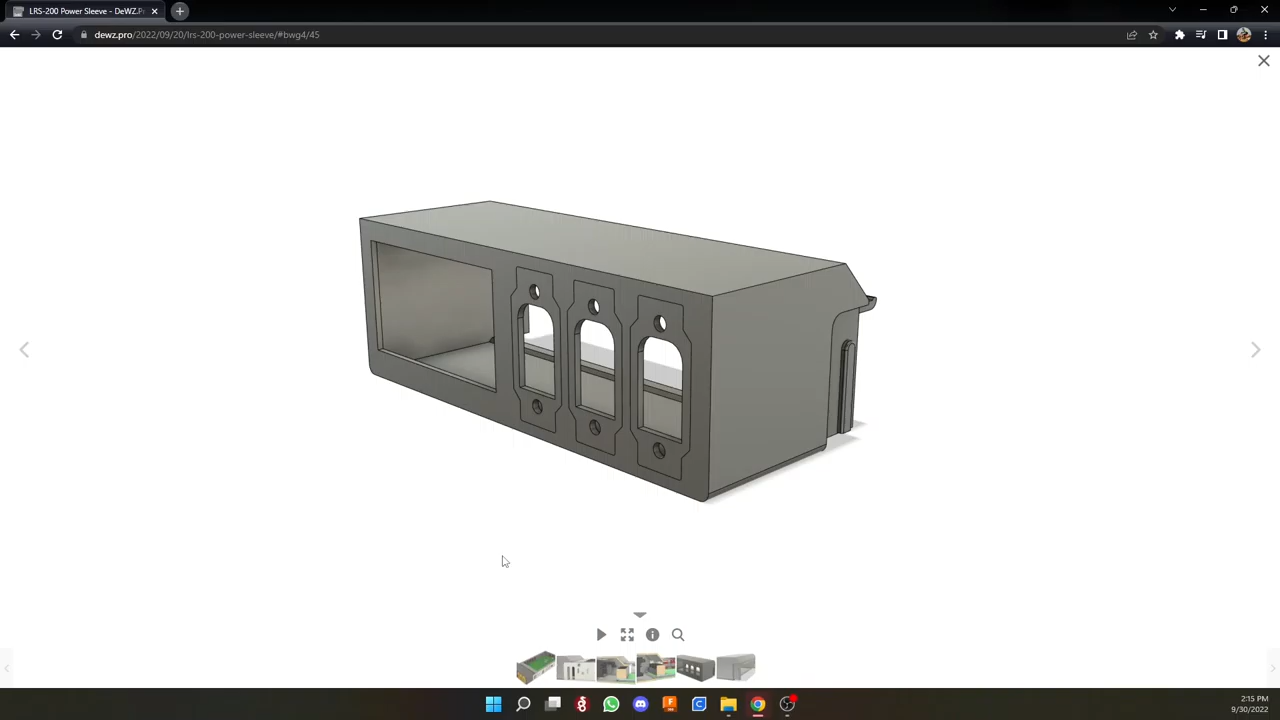 LRS-200 Power Sleeve - DeWZ.Pr
dewz.pro/2022/09/20/lrs-200-power-sleeve/#bwg4/45
2:15 PM
9/30/2022